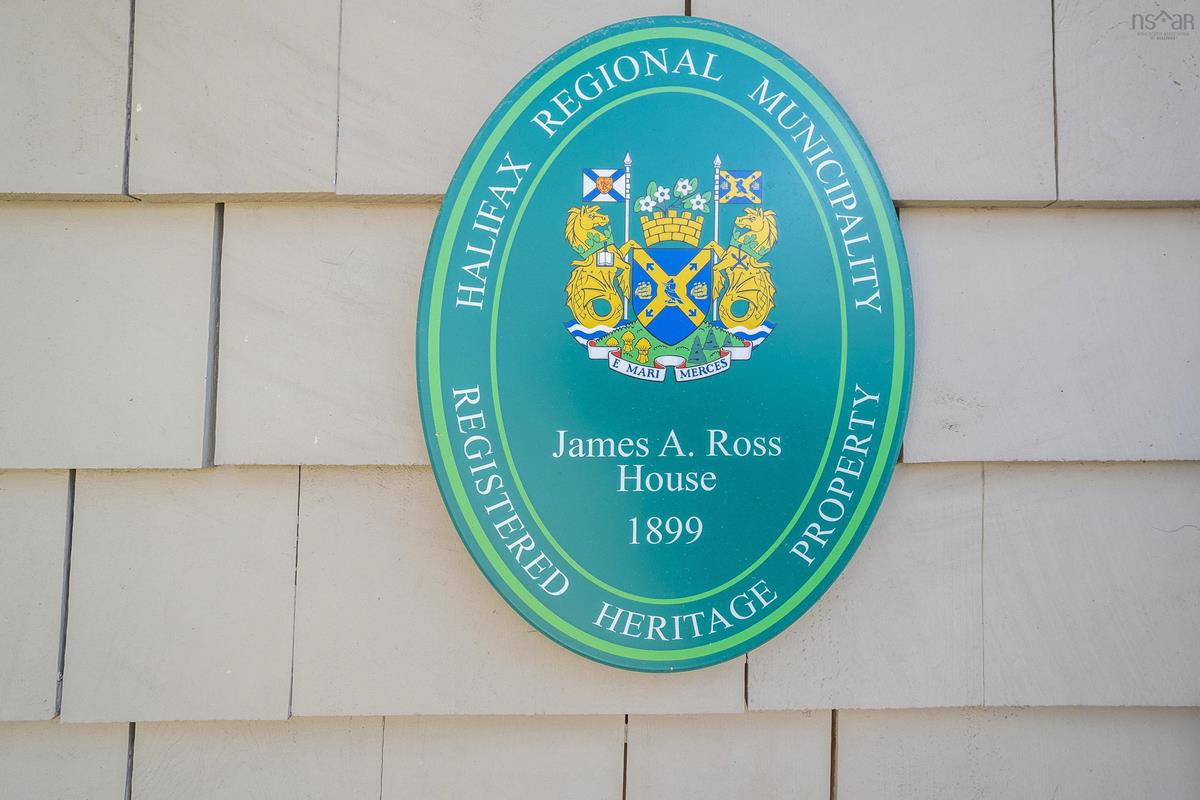 HALIFAX REGIONAL MUNICIPALITY
E MARI MERCES
James A. Ross
House
1899
REGISTERED HERITAGE PROPERTY
nsar